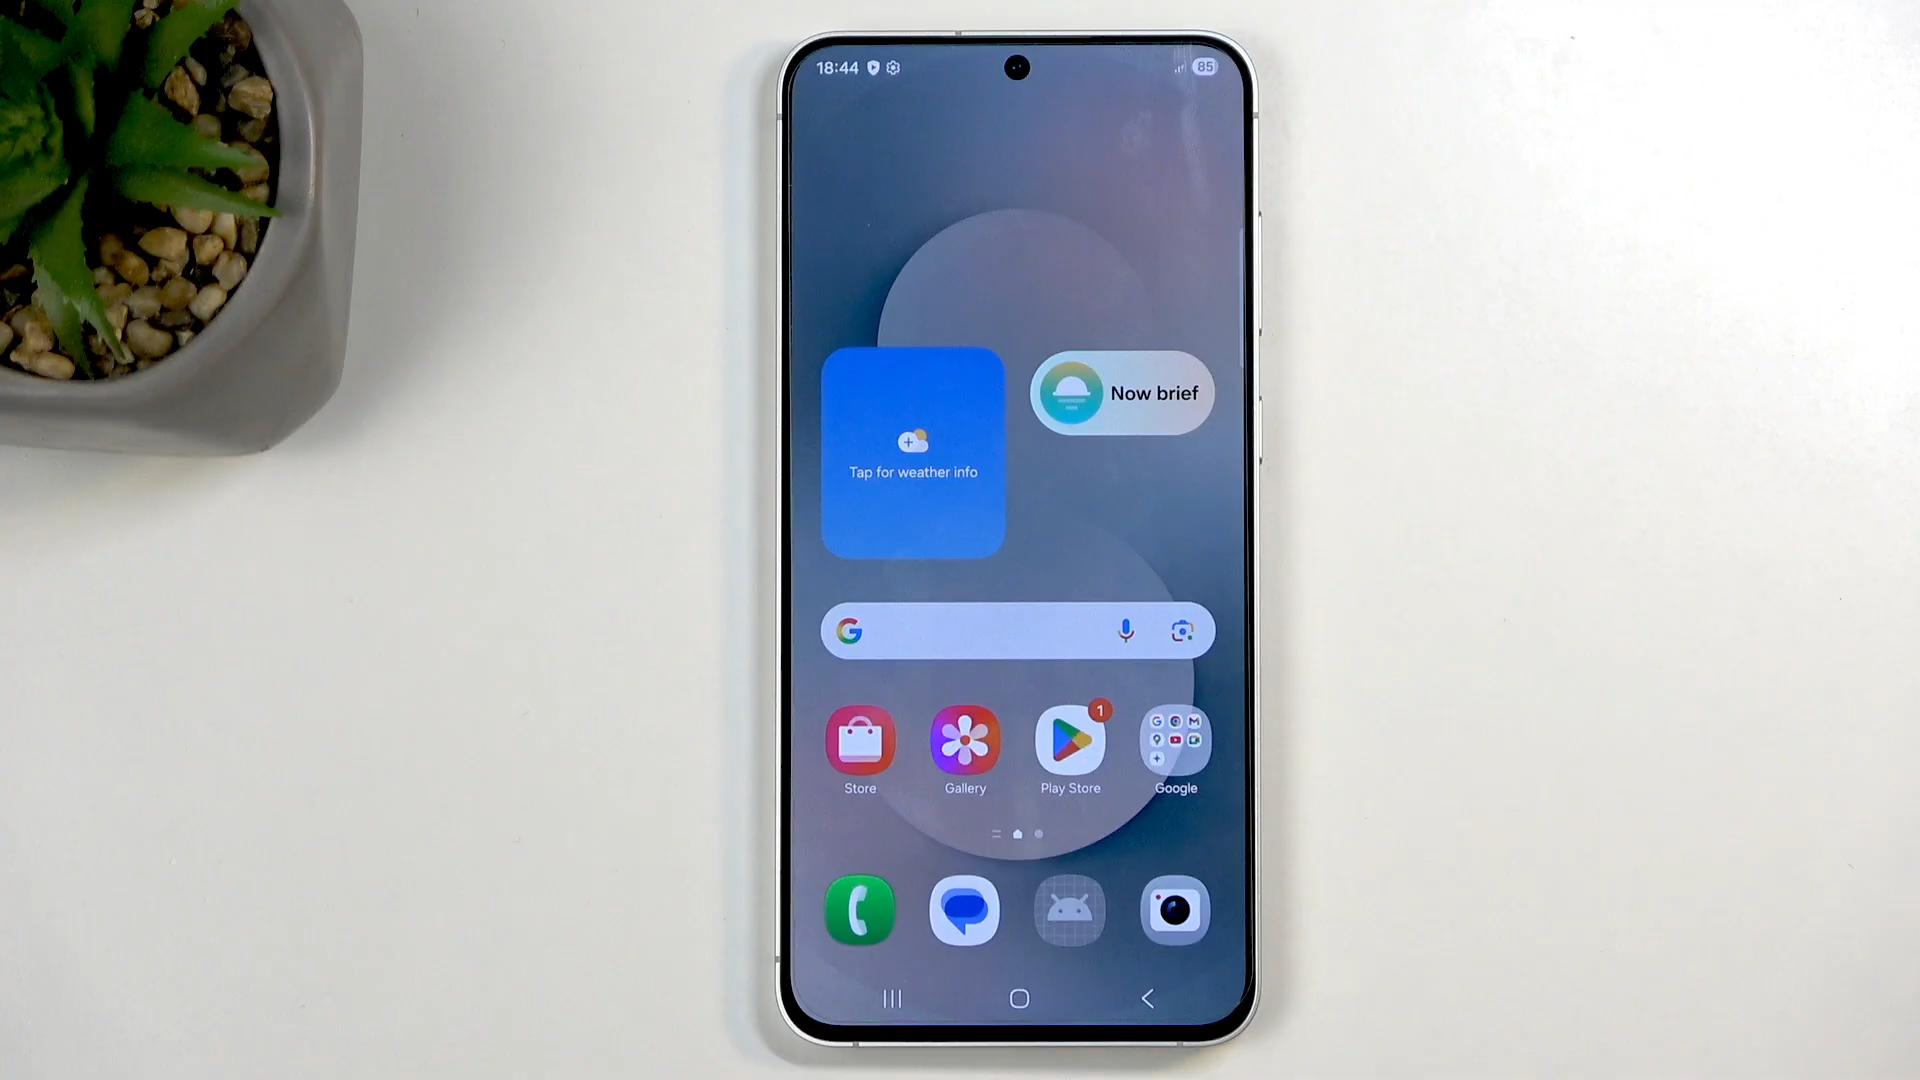 18:44
85
Now brief
Tap for weather info
1
Store
Gallery
Play Store
Google